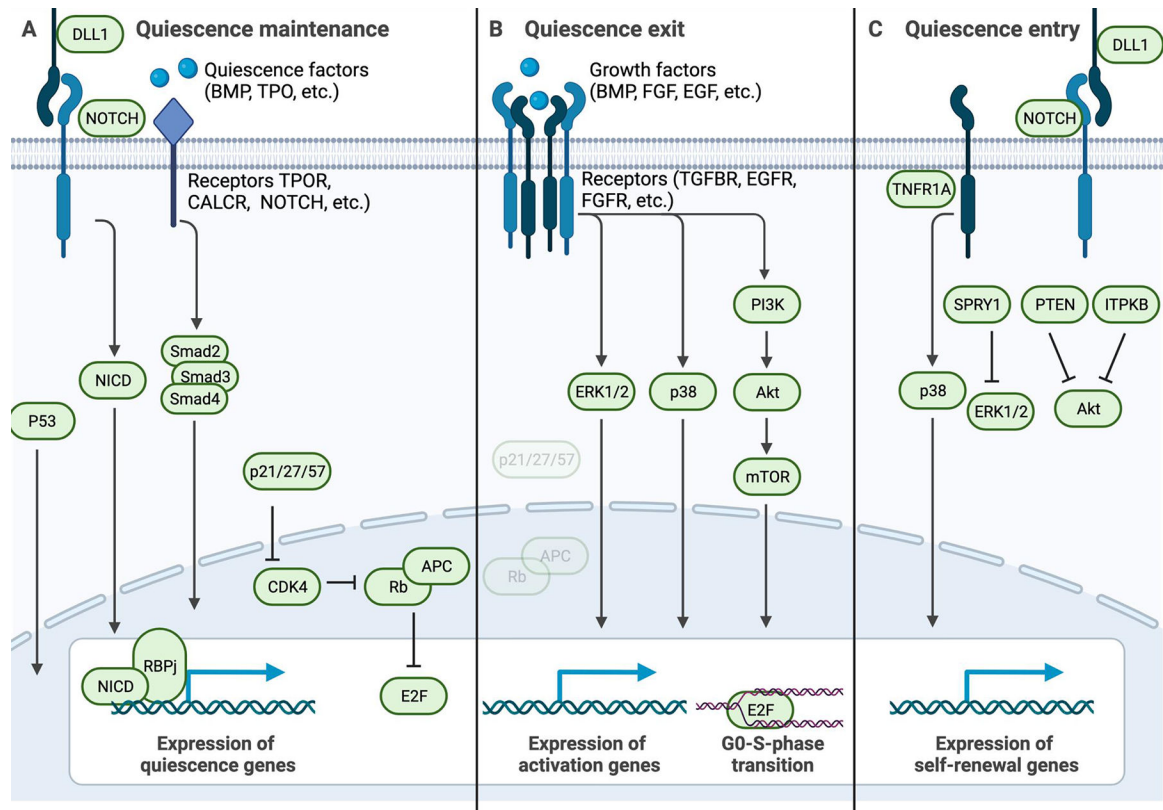 A Quiescence maintenance
DLL1
Quiescence factors
(BMP, TPO, etc.)
NOTCH
Receptors TPOR,
CALCR, NOTCH, etc.)
Smad2
Smad3
Smad4
NICD
P53
p21/27/57
CDK4
Rb
APC
RBPj
NICD
E2F
Expression of
quiescence genes
B Quiescence exit
Growth factors
(BMP, FGF, EGF, etc.)
Receptors (TGFBR, EGFR,
FGFR, etc.)
PI3K
ERK1/2
p38
Akt
mTOR
p21/27/57
APC
Rb
E2F
Expression of
activation genes
G0-S-phase
transition
C Quiescence entry
DLL1
NOTCH
TNFR1A
SPRY1
PTEN
ITPKB
p38
ERK1/2
Akt
Expression of
self-renewal genes